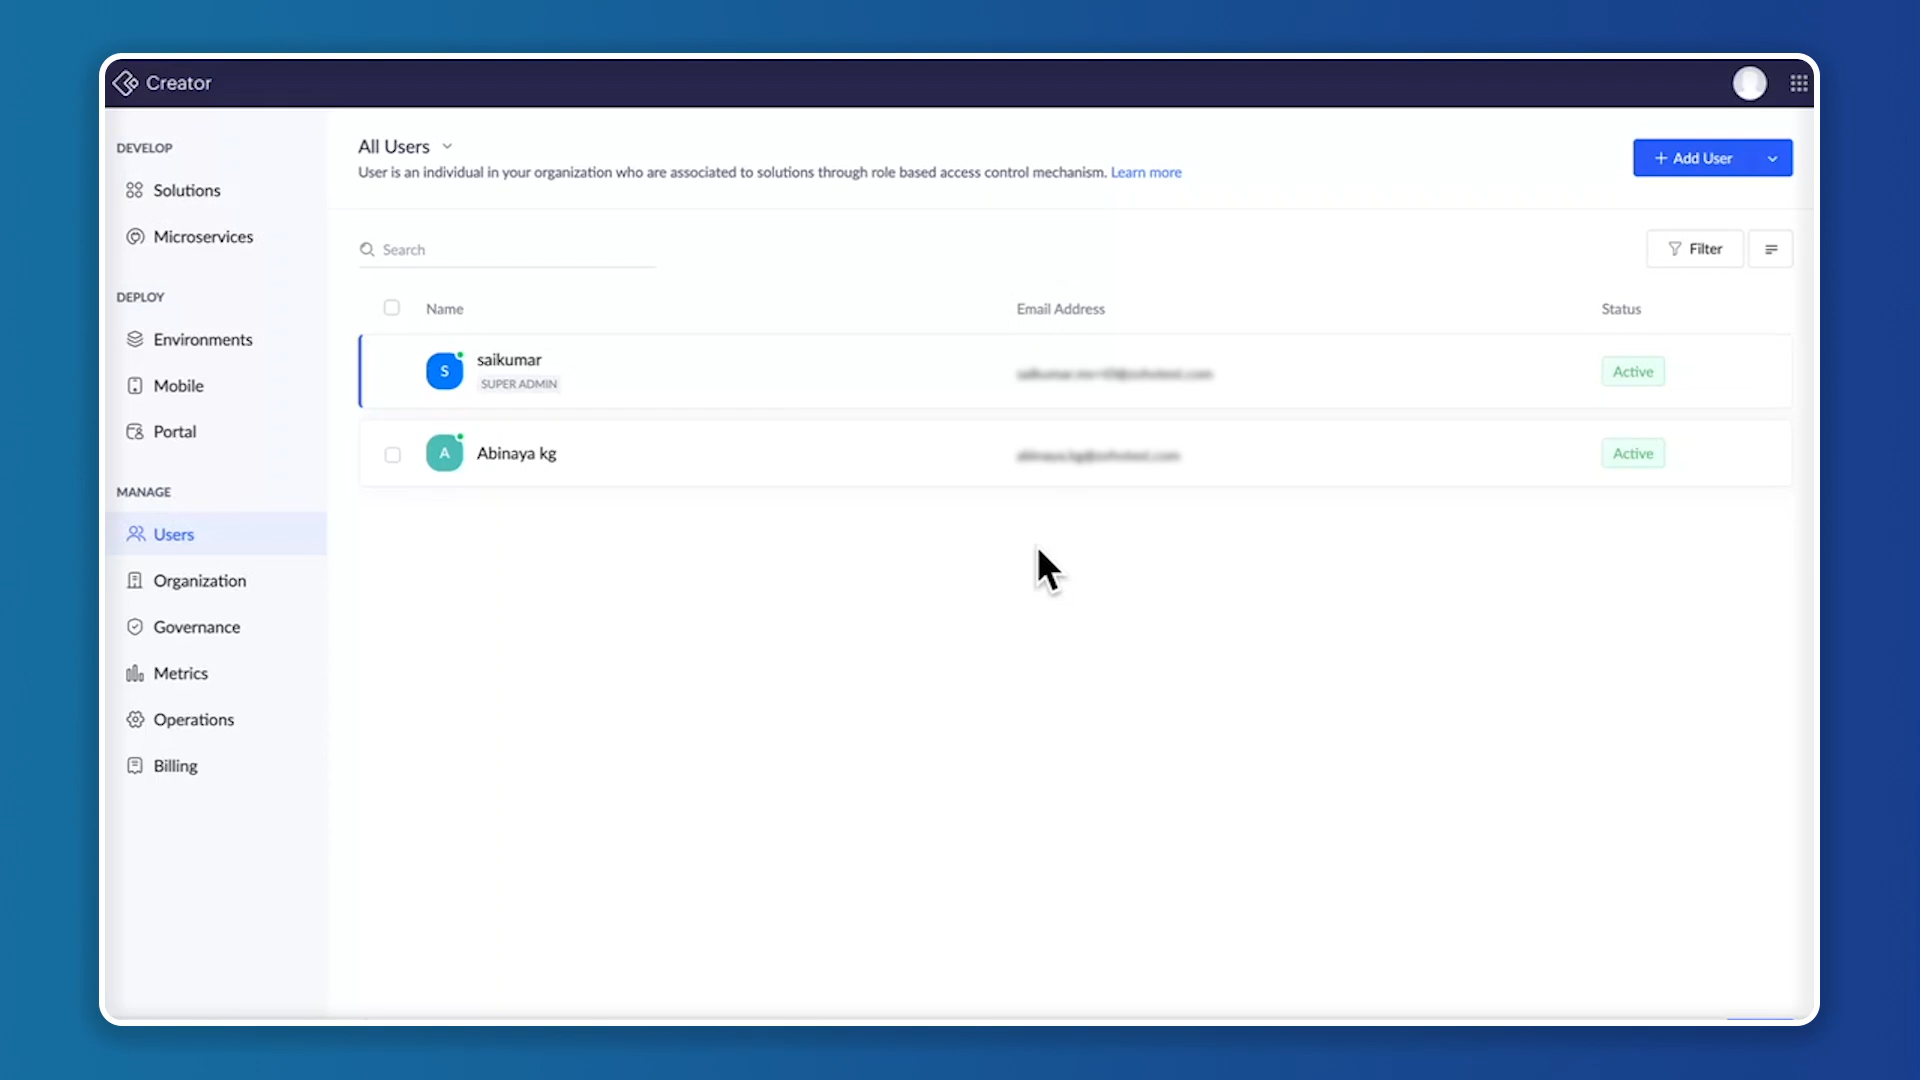 Creator
DEVELOP
Solutions
Microservices
DEPLOY
Environments
Mobile
Portal
MANAGE
Users
Organization
Governance
Metrics
Operations
Billing
All Users
User is an individual in your organization who are associated to solutions through role based access control mechanism. Learn more
+ Add User
Search
Filter
Name Email Address Status
S saikumar Active
SUPER ADMIN
A Abinaya kg Active